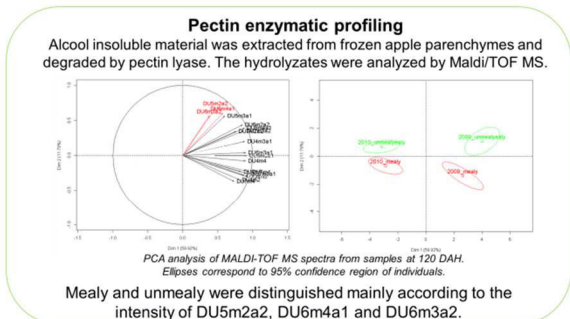 Pectin enzymatic profiling
Alcool insoluble material was extracted from frozen apple parenchymes and
degraded by pectin lyase. The hydrolyzates were analyzed by Maldi/TOF MS.
DU5m3a1
DU4m3a1
DU6m3a1
DU4m4
2010_unmealy
2009_unmealy
2010_mealy
2009_mealy
PCA analysis of MALDI-TOF MS spectra from samples at 120 DAH.
Ellipses correspond to 95% confidence region of individuals.
Mealy and unmealy were distinguished mainly according to the
intensity of DU5m2a2, DU6m4a1 and DU6m3a2.